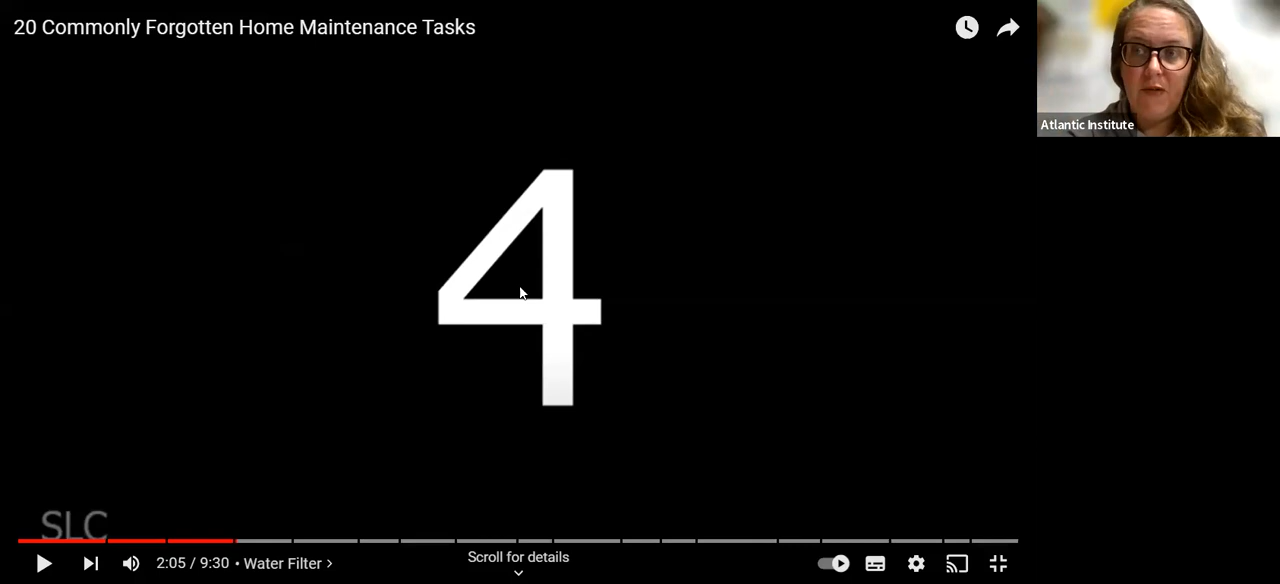 20 Commonly Forgotten Home Maintenance Tasks
Atlantic Institute
4
SLC
2:05 / 9:30 • Water Filter >
Scroll for details